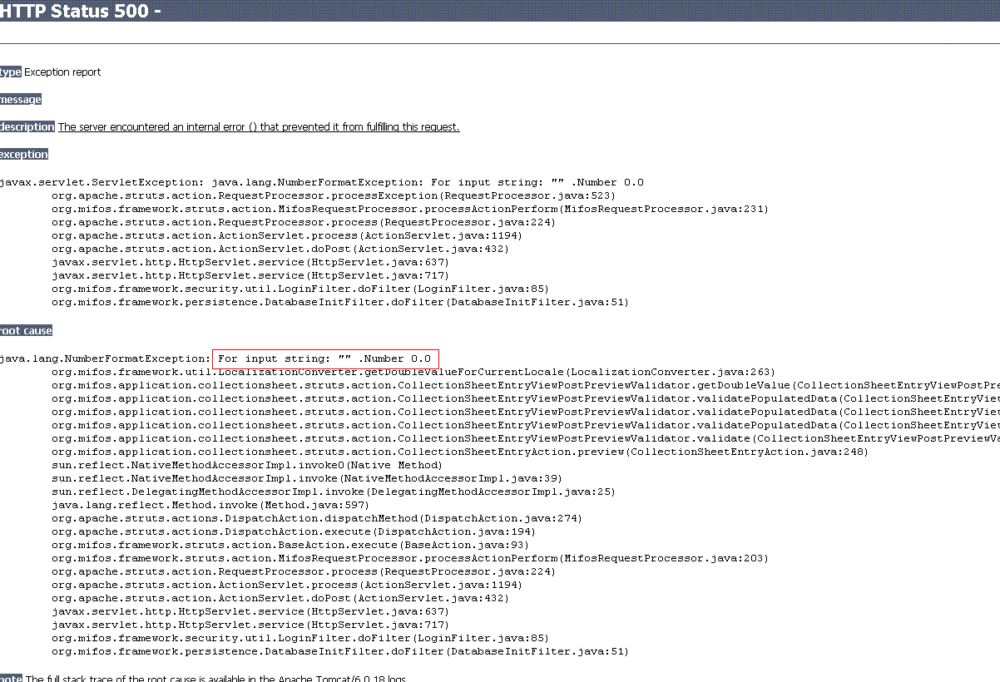 HTTP Status 500 -
type Exception report
message
description The server encountered an internal error () that prevented it from fulfilling this request.
exception
javax.servlet.ServletException: java.lang.NumberFormatException: For input string: "" .Number 0.0
org.apache.struts.action.RequestProcessor.processException(RequestProcessor.java:523)
org.mifos.framework.struts.action.MifosRequestProcessor.processActionPerform(MifosRequestProcessor.java:231)
org.apache.struts.action.RequestProcessor.process(RequestProcessor.java:224)
org.apache.struts.action.ActionServlet.process(ActionServlet.java:1194)
org.apache.struts.action.ActionServlet.doPost(ActionServlet.java:432)
javax.servlet.http.HttpServlet.service(HttpServlet.java:637)
javax.servlet.http.HttpServlet.service(HttpServlet.java:717)
org.mifos.framework.security.util.LoginFilter.doFilter(LoginFilter.java:85)
org.mifos.framework.persistence.DatabaseInitFilter.doFilter(DatabaseInitFilter.java:51)
root cause
java.lang.NumberFormatException: For input string: "" .Number 0.0
org.mifos.framework.util.LocalizationConverter.getDoubleValueForCurrentLocale(LocalizationConverter.java:263)
org.mifos.application.collectionsheet.struts.action.CollectionSheetEntryViewPostPreviewValidator.getDoubleValue(CollectionSheetEntryViewPostPre
org.mifos.application.collectionsheet.struts.action.CollectionSheetEntryViewPostPreviewValidator.validatePopulatedData(CollectionSheetEntryView
org.mifos.application.collectionsheet.struts.action.CollectionSheetEntryViewPostPreviewValidator.validatePopulatedData(CollectionSheetEntryView
org.mifos.application.collectionsheet.struts.action.CollectionSheetEntryViewPostPreviewValidator.validatePopulatedData(CollectionSheetEntryView
org.mifos.application.collectionsheet.struts.action.CollectionSheetEntryViewPostPreviewValidator.validate(CollectionSheetEntryViewPostPreviewVa
org.mifos.application.collectionsheet.struts.action.CollectionSheetEntryAction.preview(CollectionSheetEntryAction.java:248)
sun.reflect.NativeMethodAccessorImpl.invoke0(Native Method)
sun.reflect.NativeMethodAccessorImpl.invoke(NativeMethodAccessorImpl.java:39)
sun.reflect.DelegatingMethodAccessorImpl.invoke(DelegatingMethodAccessorImpl.java:25)
java.lang.reflect.Method.invoke(Method.java:597)
org.apache.struts.actions.DispatchAction.dispatchMethod(DispatchAction.java:274)
org.apache.struts.actions.DispatchAction.execute(DispatchAction.java:194)
org.mifos.framework.struts.action.BaseAction.execute(BaseAction.java:93)
org.mifos.framework.struts.action.MifosRequestProcessor.processActionPerform(MifosRequestProcessor.java:203)
org.apache.struts.action.RequestProcessor.process(RequestProcessor.java:224)
org.apache.struts.action.ActionServlet.process(ActionServlet.java:1194)
org.apache.struts.action.ActionServlet.doPost(ActionServlet.java:432)
javax.servlet.http.HttpServlet.service(HttpServlet.java:637)
javax.servlet.http.HttpServlet.service(HttpServlet.java:717)
org.mifos.framework.security.util.LoginFilter.doFilter(LoginFilter.java:85)
org.mifos.framework.persistence.DatabaseInitFilter.doFilter(DatabaseInitFilter.java:51)
note The full stack trace of the root cause is available in the Apache Tomcat/6.0.18 logs.